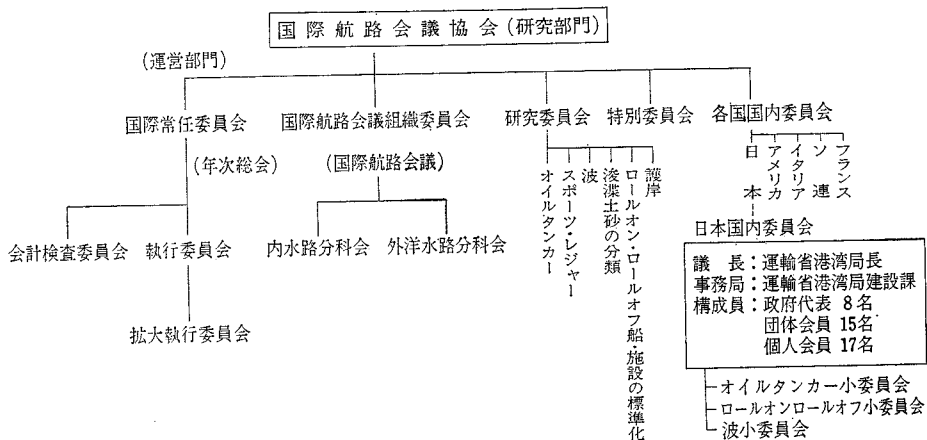 国際航路会議協会(研究部門)
(運営部門)
国際常任委員会
国際航路会議組織委員会
研究委員会
特別委員会
各国国内委員会
(年次総会)
(国際航路会議)
会計検査委員会
執行委員会
内水路分科会
外洋水路分科会
拡大執行委員会
オイルタンカー
スポーツ・レジャー
波
浚渫土砂の分類
ロールオン・ロールオフ船・施設の標準化
護岸
日本
アメリカ
イタリア
ソ連
フランス
日本国内委員会
議長:運輸省港湾局長
事務局:運輸省港湾局建設課
構成員:政府代表 8名
団体会員 15名
個人会員 17名
オイルタンカー小委員会
ロールオンロールオフ小委員会
波小委員会